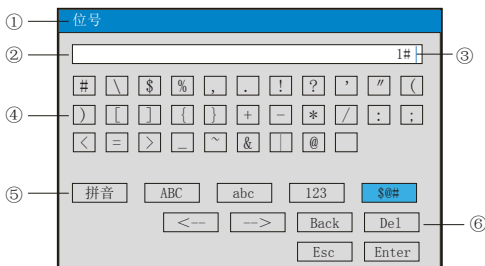 ① 位号
② 1# ③
# \ $ % , . ! ? ’ ″ (
④ ) [ ] { } + - * / : ;
< = > _ ~ & | @
⑤ 拼音 ABC abc 123 $@#
<-- --> Back Del ⑥
Esc Enter